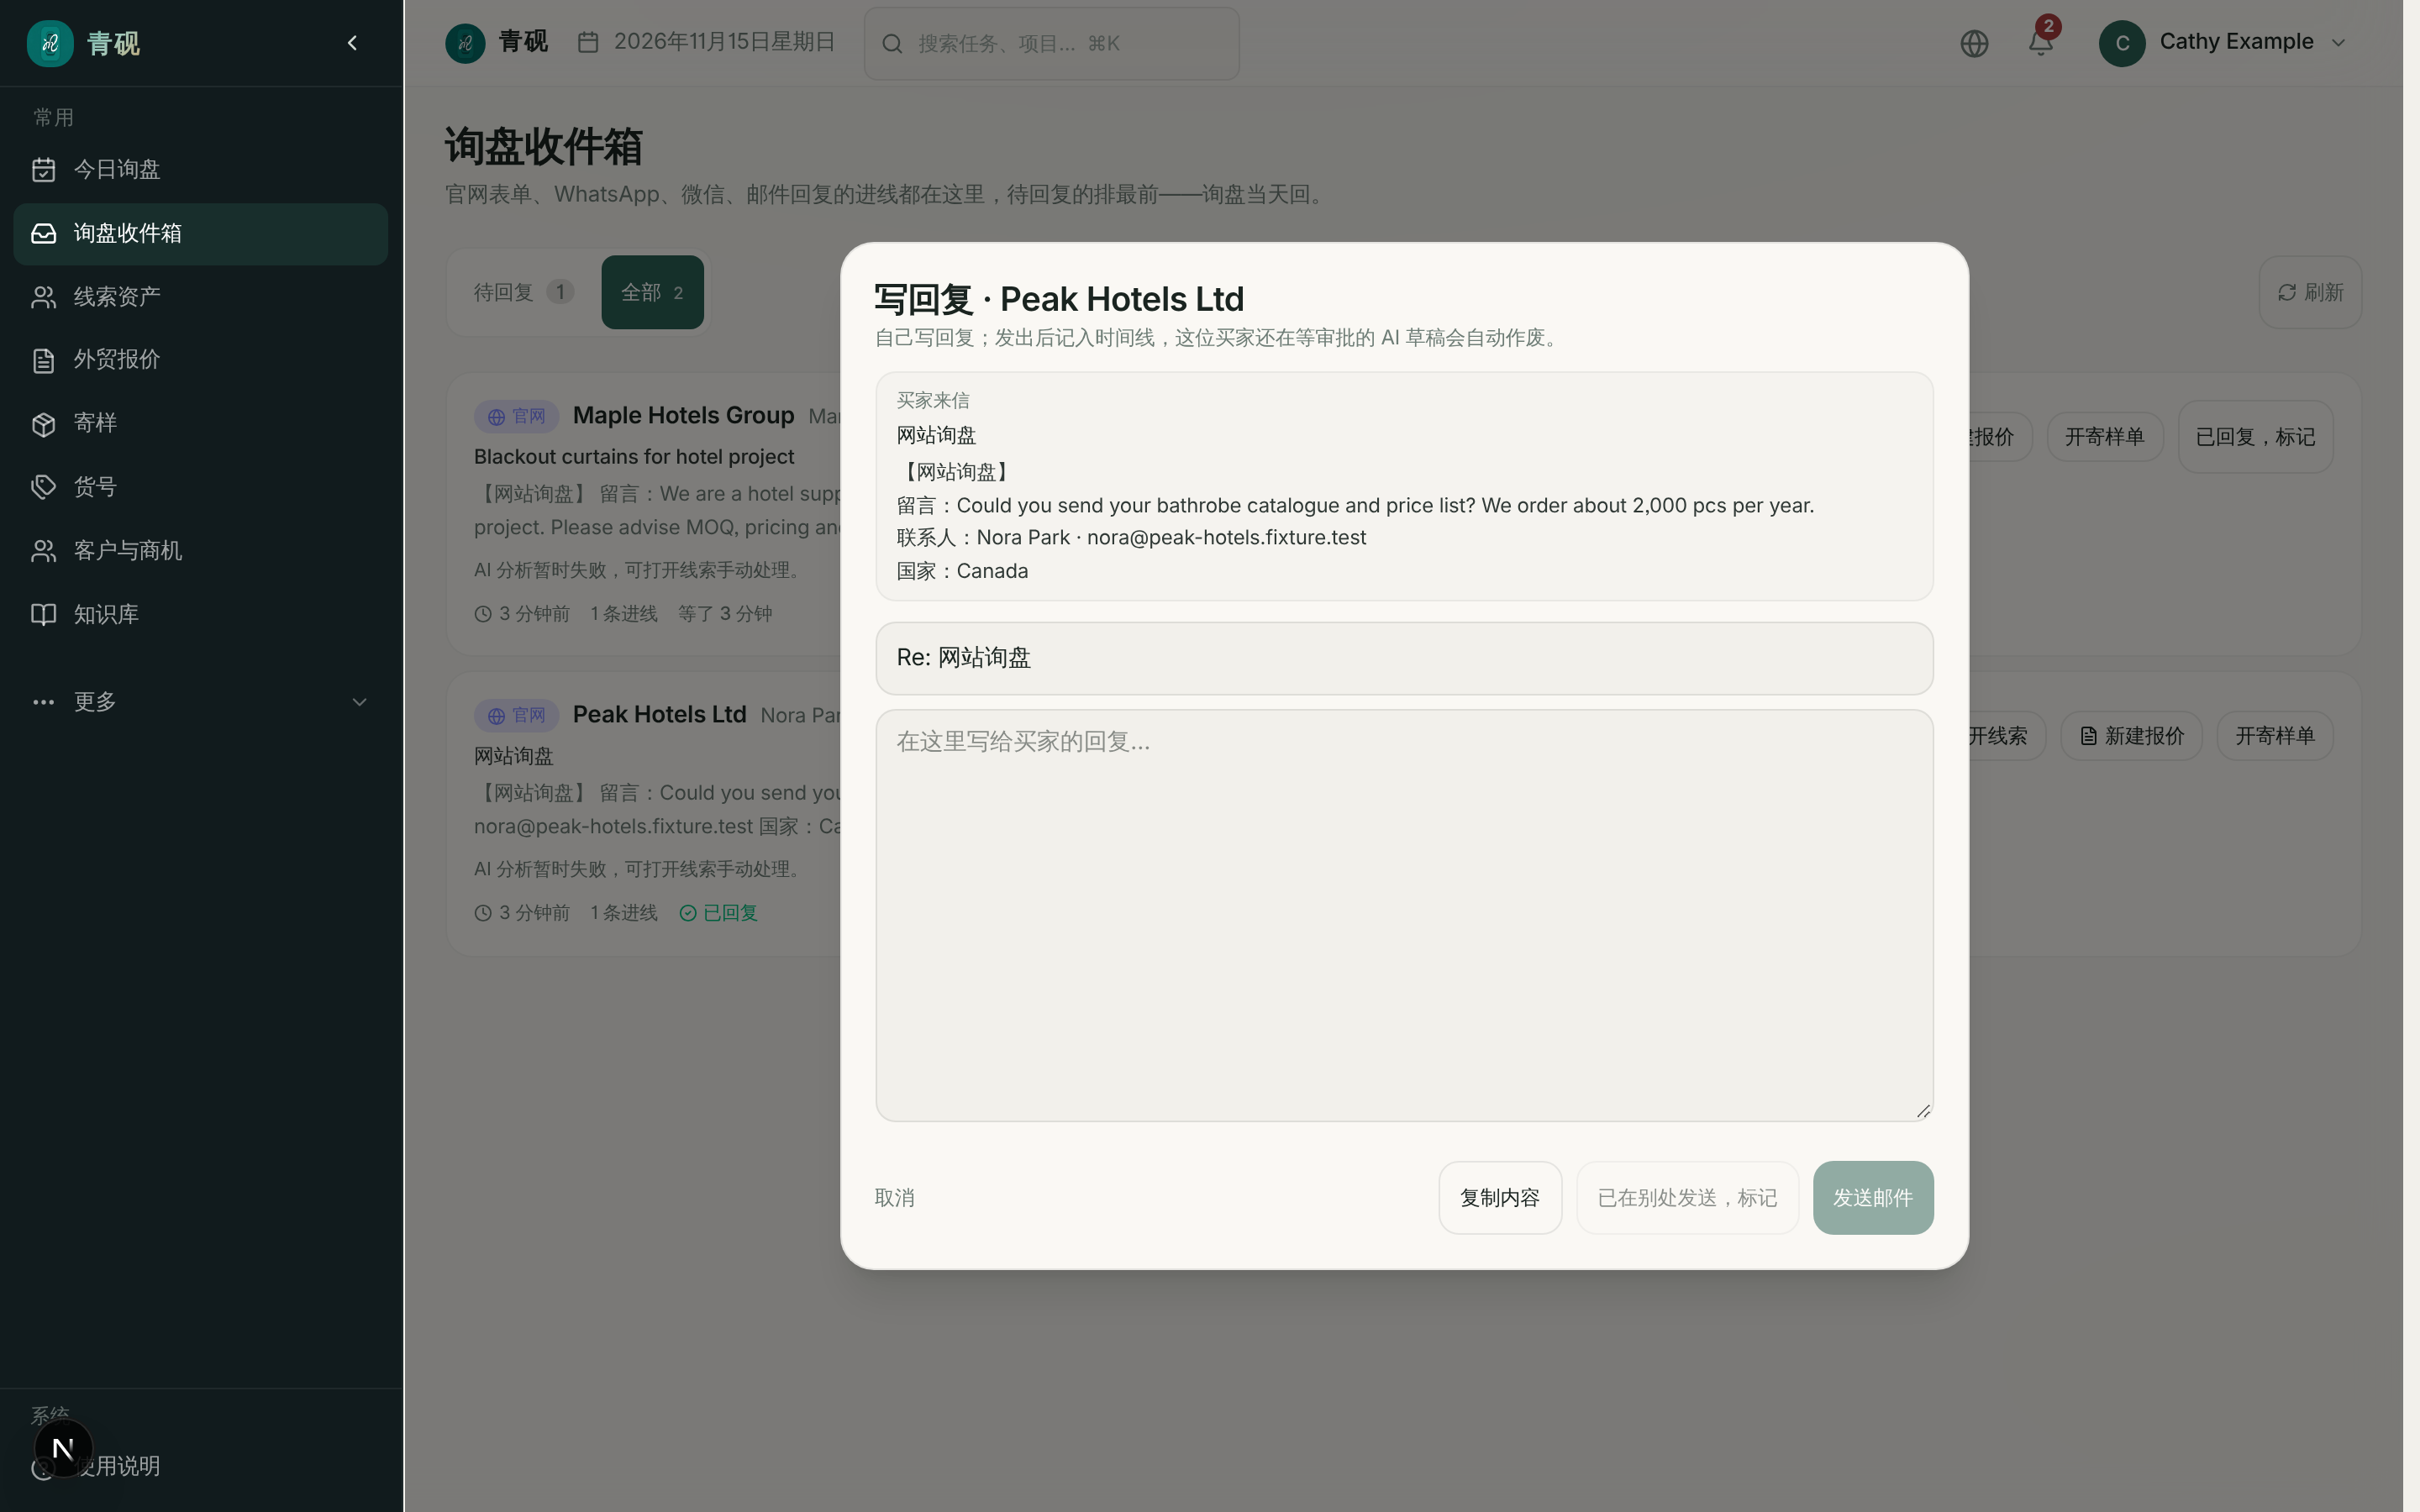 青砚
常用
今日询盘
询盘收件箱
线索资产
外贸报价
寄样
货号
客户与商机
知识库
更多
系统
N
使用说明
青砚
2026年11月15日星期日
搜索任务、项目... ⌘K
2
C
Cathy Example
询盘收件箱
官网表单、WhatsApp、微信、邮件回复的进线都在这里，待回复的排最前——询盘当天回。
待回复 1
全部 2
刷新
官网 Maple Hotels Group
Blackout curtains for hotel project
【网站询盘】 留言：We are a hotel
project. Please advise MOQ, pricing
AI 分析暂时失败，可打开线索手动处理。
3 分钟前 1 条进线 等了 3 分钟
报价
开寄样单
已回复，标记
官网 Peak Hotels Ltd Nora
网站询盘
【网站询盘】 留言：Could you send
nora@peak-hotels.fixture.test 国家：
AI 分析暂时失败，可打开线索手动处理。
3 分钟前 1 条进线 已回复
开线索
新建报价
开寄样单
写回复 · Peak Hotels Ltd
自己写回复；发出后记入时间线，这位买家还在等审批的 AI 草稿会自动作废。
买家来信
网站询盘
【网站询盘】
留言：Could you send your bathrobe catalogue and price list? We order about 2,000 pcs per year.
联系人：Nora Park · nora@peak-hotels.fixture.test
国家：Canada
Re: 网站询盘
在这里写给买家的回复...
取消
复制内容
已在别处发送，标记
发送邮件